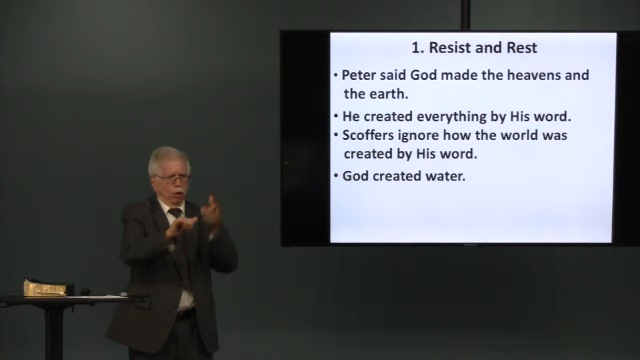 1. Resist and Rest
• Peter said God made the heavens and
the earth.
• He created everything by His word.
• Scoffers ignore how the world was
created by His word.
• God created water.